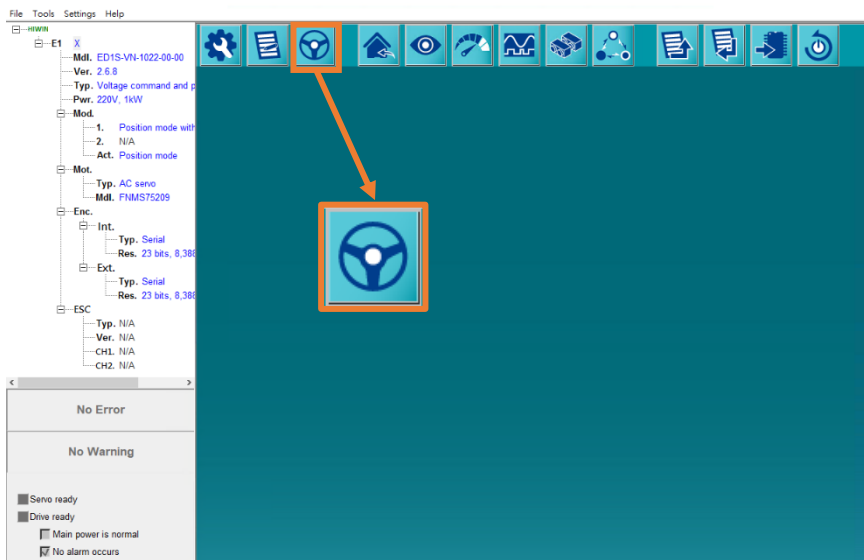 File Tools Settings Help
HIWIN
E1 X
Mdl. ED1S-VN-1022-00-00
Ver. 2.6.8
Typ. Voltage command and p
Pwr. 220V, 1kW
Mod.
1. Position mode with
2. N/A
Act. Position mode
Mot.
Typ. AC servo
Mdl. FNMS75209
Enc.
Int.
Typ. Serial
Res. 23 bits, 8,388
Ext.
Typ. Serial
Res. 23 bits, 8,388
ESC
Typ. N/A
Ver. N/A
CH1. N/A
CH2. N/A
No Error
No Warning
Servo ready
Drive ready
Main power is normal
No alarm occurs